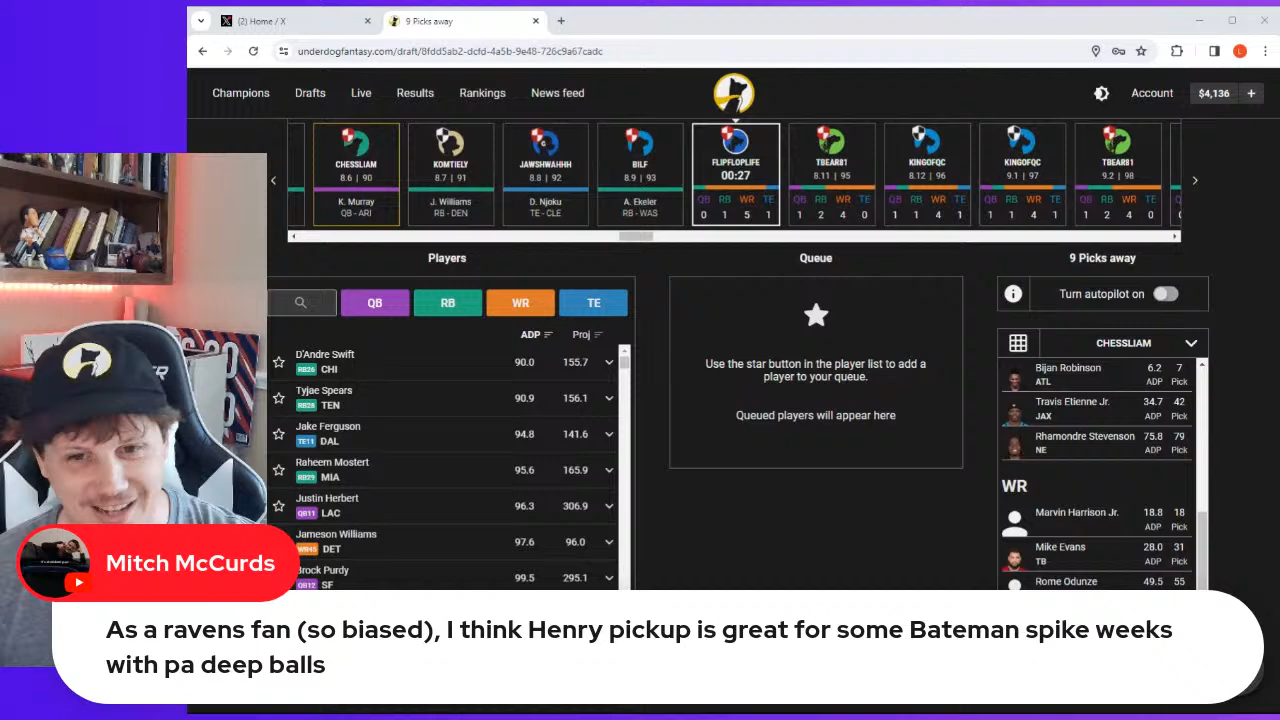 (2) Home / X
9 Picks away
underdogfantasy.com/draft/8fdd5ab2-dcfd-4a5b-9e48-726c9a67cadc
L
Champions Drafts Live Results Rankings News feed
Account $4,136 +
CHESSLIAM
8.6 | 90
K. Murray
QB - ARI
KOMTIELY
8.7 | 91
J. Williams
RB - DEN
JAWSHWAHHH
8.8 | 92
D. Njoku
TE - CLE
BILF
8.9 | 93
A. Ekeler
RB - WAS
FLIPFLOPLIFE
00:27
QB RB WR TE
0 1 5 1
TBEAR81
8.11 | 95
QB RB WR TE
1 2 4 0
KINGOFQC
8.12 | 96
QB RB WR TE
1 1 4 1
KINGOFQC
9.1 | 97
QB RB WR TE
1 1 4 1
TBEAR81
9.2 | 98
QB RB WR TE
1 2 4 0
Players
QB RB WR TE
ADP Proj
D'Andre Swift
RB26 CHI 90.0 155.7
Tyjae Spears
RB28 TEN 90.9 156.1
Jake Ferguson
TE11 DAL 94.8 141.6
Raheem Mostert
RB29 MIA 95.6 165.9
Justin Herbert
QB11 LAC 96.3 306.9
Jameson Williams
WR45 DET 97.6 96.0
Brock Purdy
QB12 SF 99.5 295.1
Queue
Use the star button in the player list to add a
player to your queue.
Queued players will appear here
9 Picks away
Turn autopilot on
CHESSLIAM
Bijan Robinson 6.2 7
ATL ADP Pick
Travis Etienne Jr. 34.7 42
JAX ADP Pick
Rhamondre Stevenson 75.8 79
NE ADP Pick
WR
Marvin Harrison Jr. 18.8 18
ADP Pick
Mike Evans 28.0 31
TB ADP Pick
Rome Odunze 49.5 55
Mitch McCurds
As a ravens fan (so biased), I think Henry pickup is great for some Bateman spike weeks
with pa deep balls